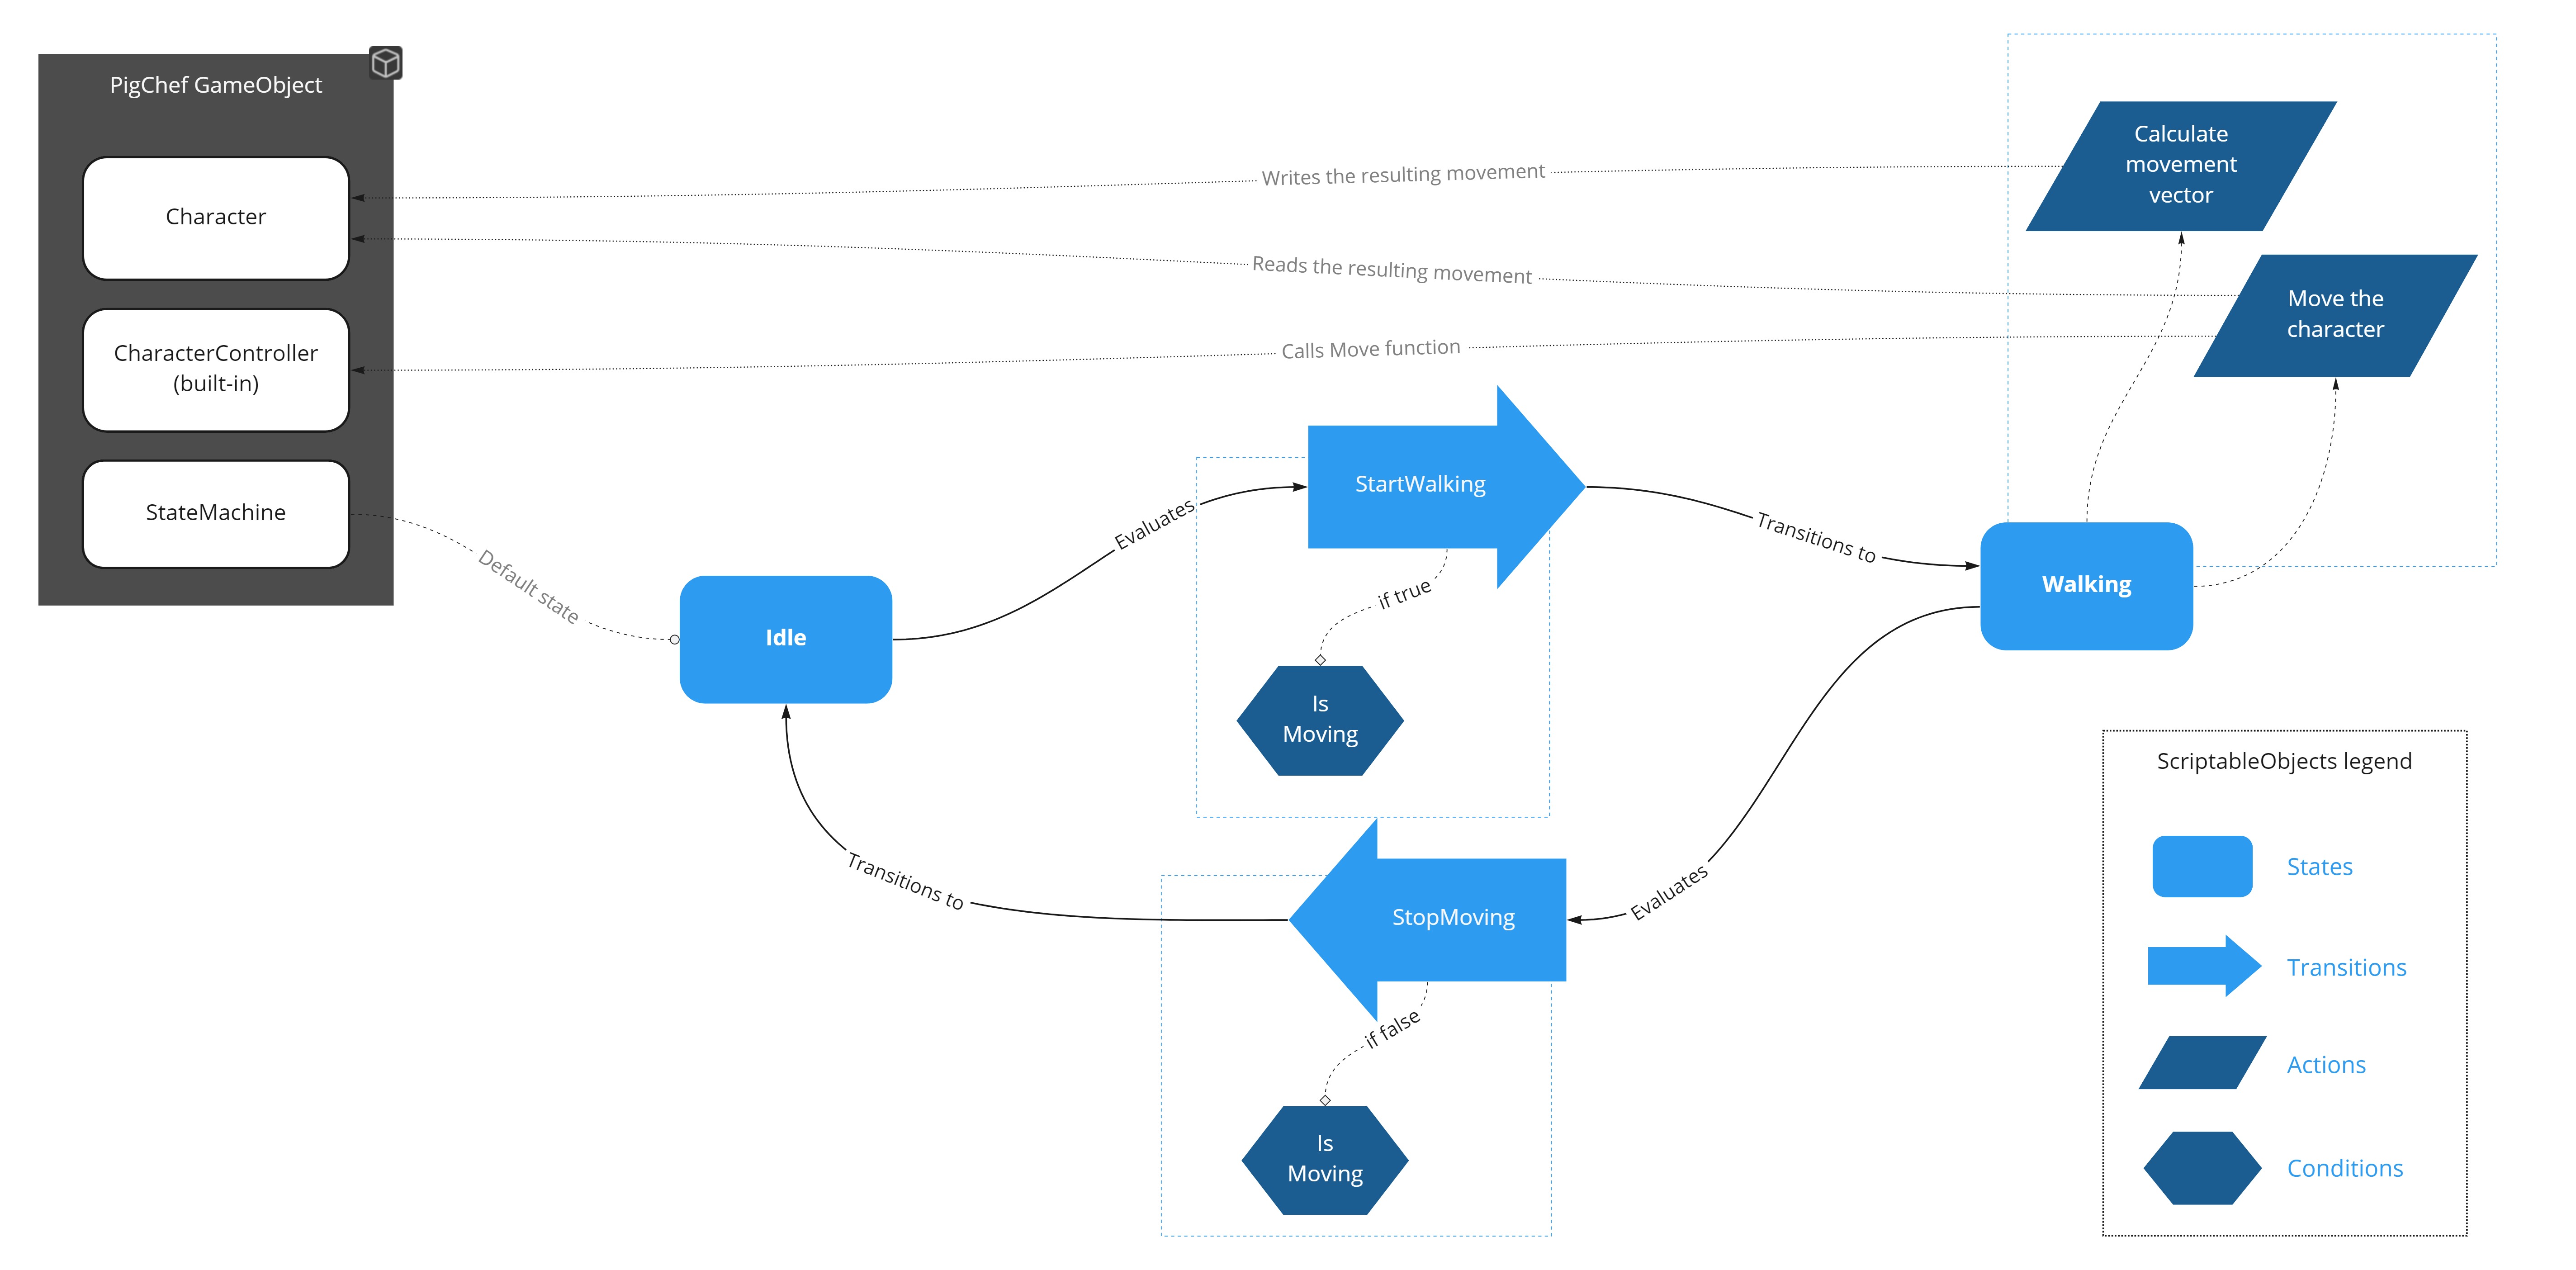 PigChef GameObject
Character
CharacterController
(built-in)
StateMachine
Writes the resulting movement
Reads the resulting movement
Calls Move function
Calculate
movement
vector
Move the
character
Default state
Idle
Evaluates
StartWalking
if true
Is
Moving
Transitions to
Walking
Evaluates
StopMoving
if false
Is
Moving
Transitions to
ScriptableObjects legend
States
Transitions
Actions
Conditions